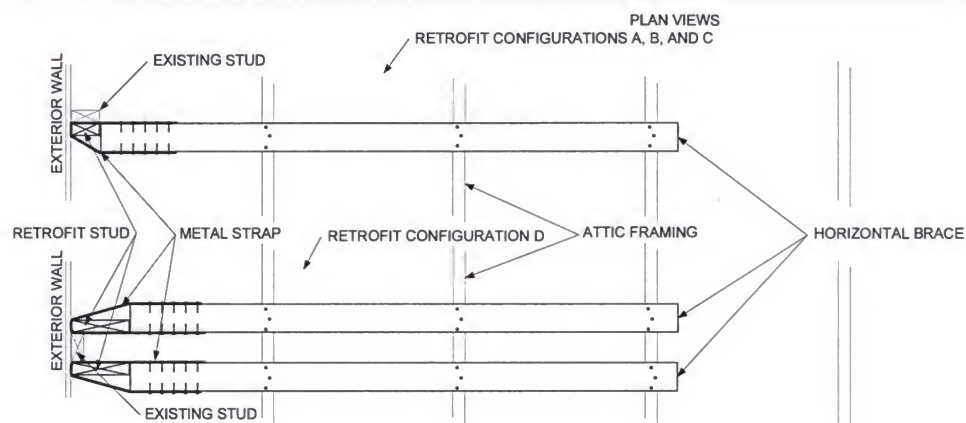 PLAN VIEWS
RETROFIT CONFIGURATIONS A, B, AND C
EXISTING STUD
EXTERIOR WALL
RETROFIT STUD
METAL STRAP
RETROFIT CONFIGURATION D
ATTIC FRAMING
HORIZONTAL BRACE
EXTERIOR WALL
EXISTING STUD